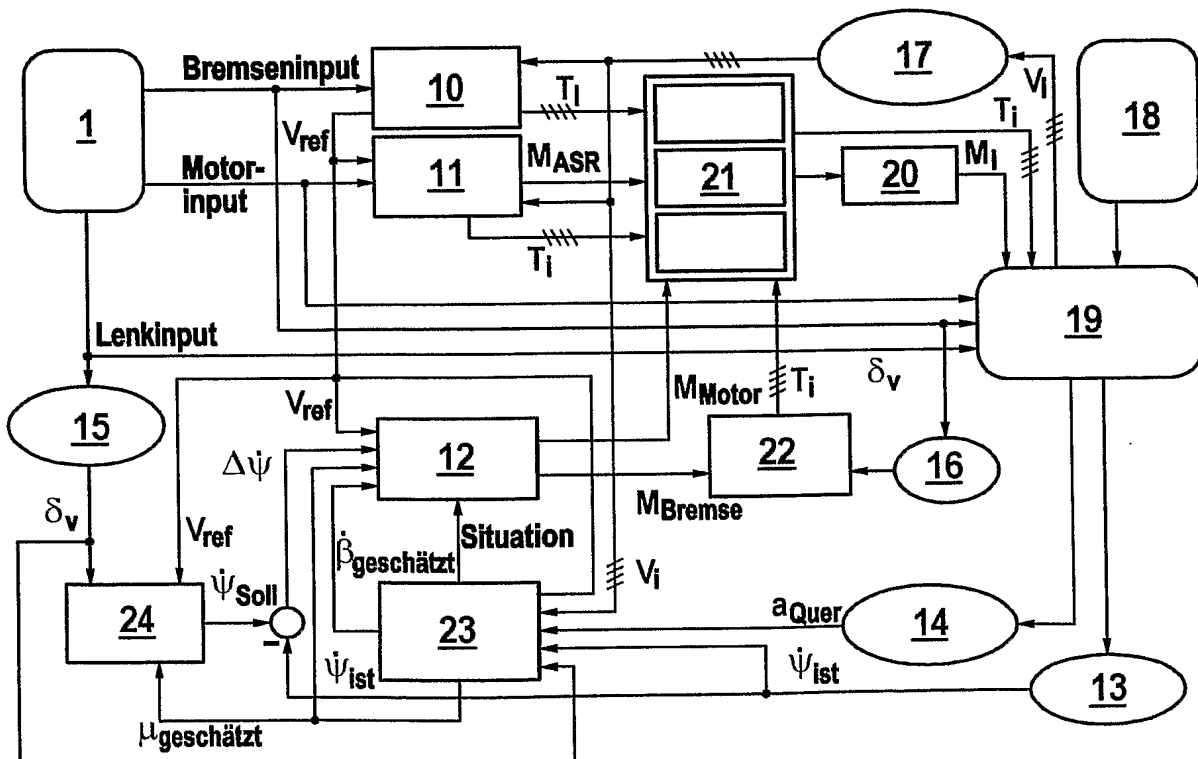 Bremseninput
1
10
17
18
T_i
V_i
T_i
V_ref
Motor-
input
M_ASR
11
21
20
M_i
T_i
19
Lenkinput
δ_v
V_ref
M_Motor
T_i
15
12
22
16
Δψ̇
M_Bremse
δ_v
V_ref
β̇_geschätzt
Situation
V_i
24
ψ̇_Soll
-
23
a_Quer
14
ψ̇_ist
ψ̇_ist
13
μ_geschätzt